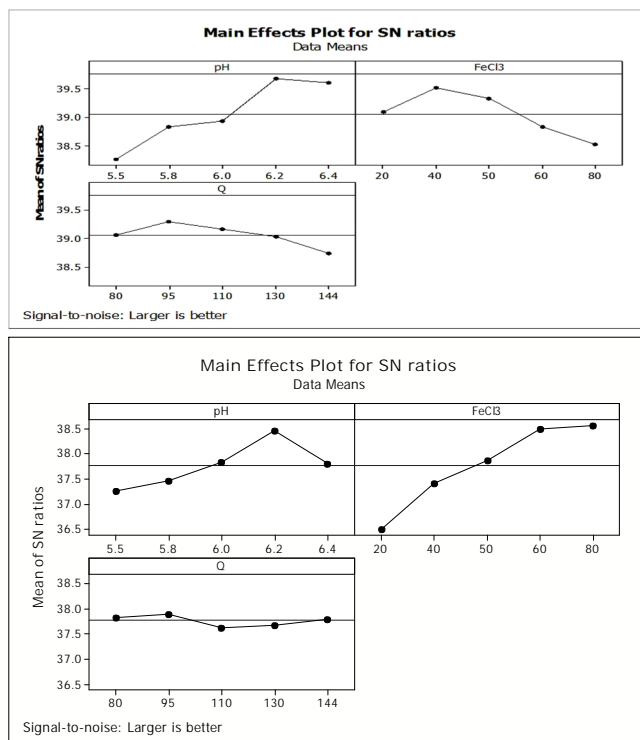 Main Effects Plot for SN ratios
Data Means
pH FeCl3
Mean of SN ratios
39.5
39.0
38.5
5.5 5.8 6.0 6.2 6.4 20 40 50 60 80
Q
39.5
39.0
38.5
80 95 110 130 144
Signal-to-noise: Larger is better
Main Effects Plot for SN ratios
Data Means
pH FeCl3
Mean of SN ratios
38.5
38.0
37.5
37.0
36.5
5.5 5.8 6.0 6.2 6.4 20 40 50 60 80
Q
38.5
38.0
37.5
37.0
36.5
80 95 110 130 144
Signal-to-noise: Larger is better